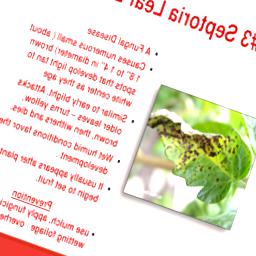 #3 Septoria Leaf
A Fungal Disease
Causes numerous small ( about
1/8" to 1/4" in diameter) brown
spots that develop tan light to
white center as they age
Similar to early blight, Attacks
older leaves – turns yellow,
brown, then withers and dies.
Wet humid conditions favor
development.
It usually appears after plant
begin to set fruit.
Prevention
use mulch, apply fungici
wetting foliage overhe